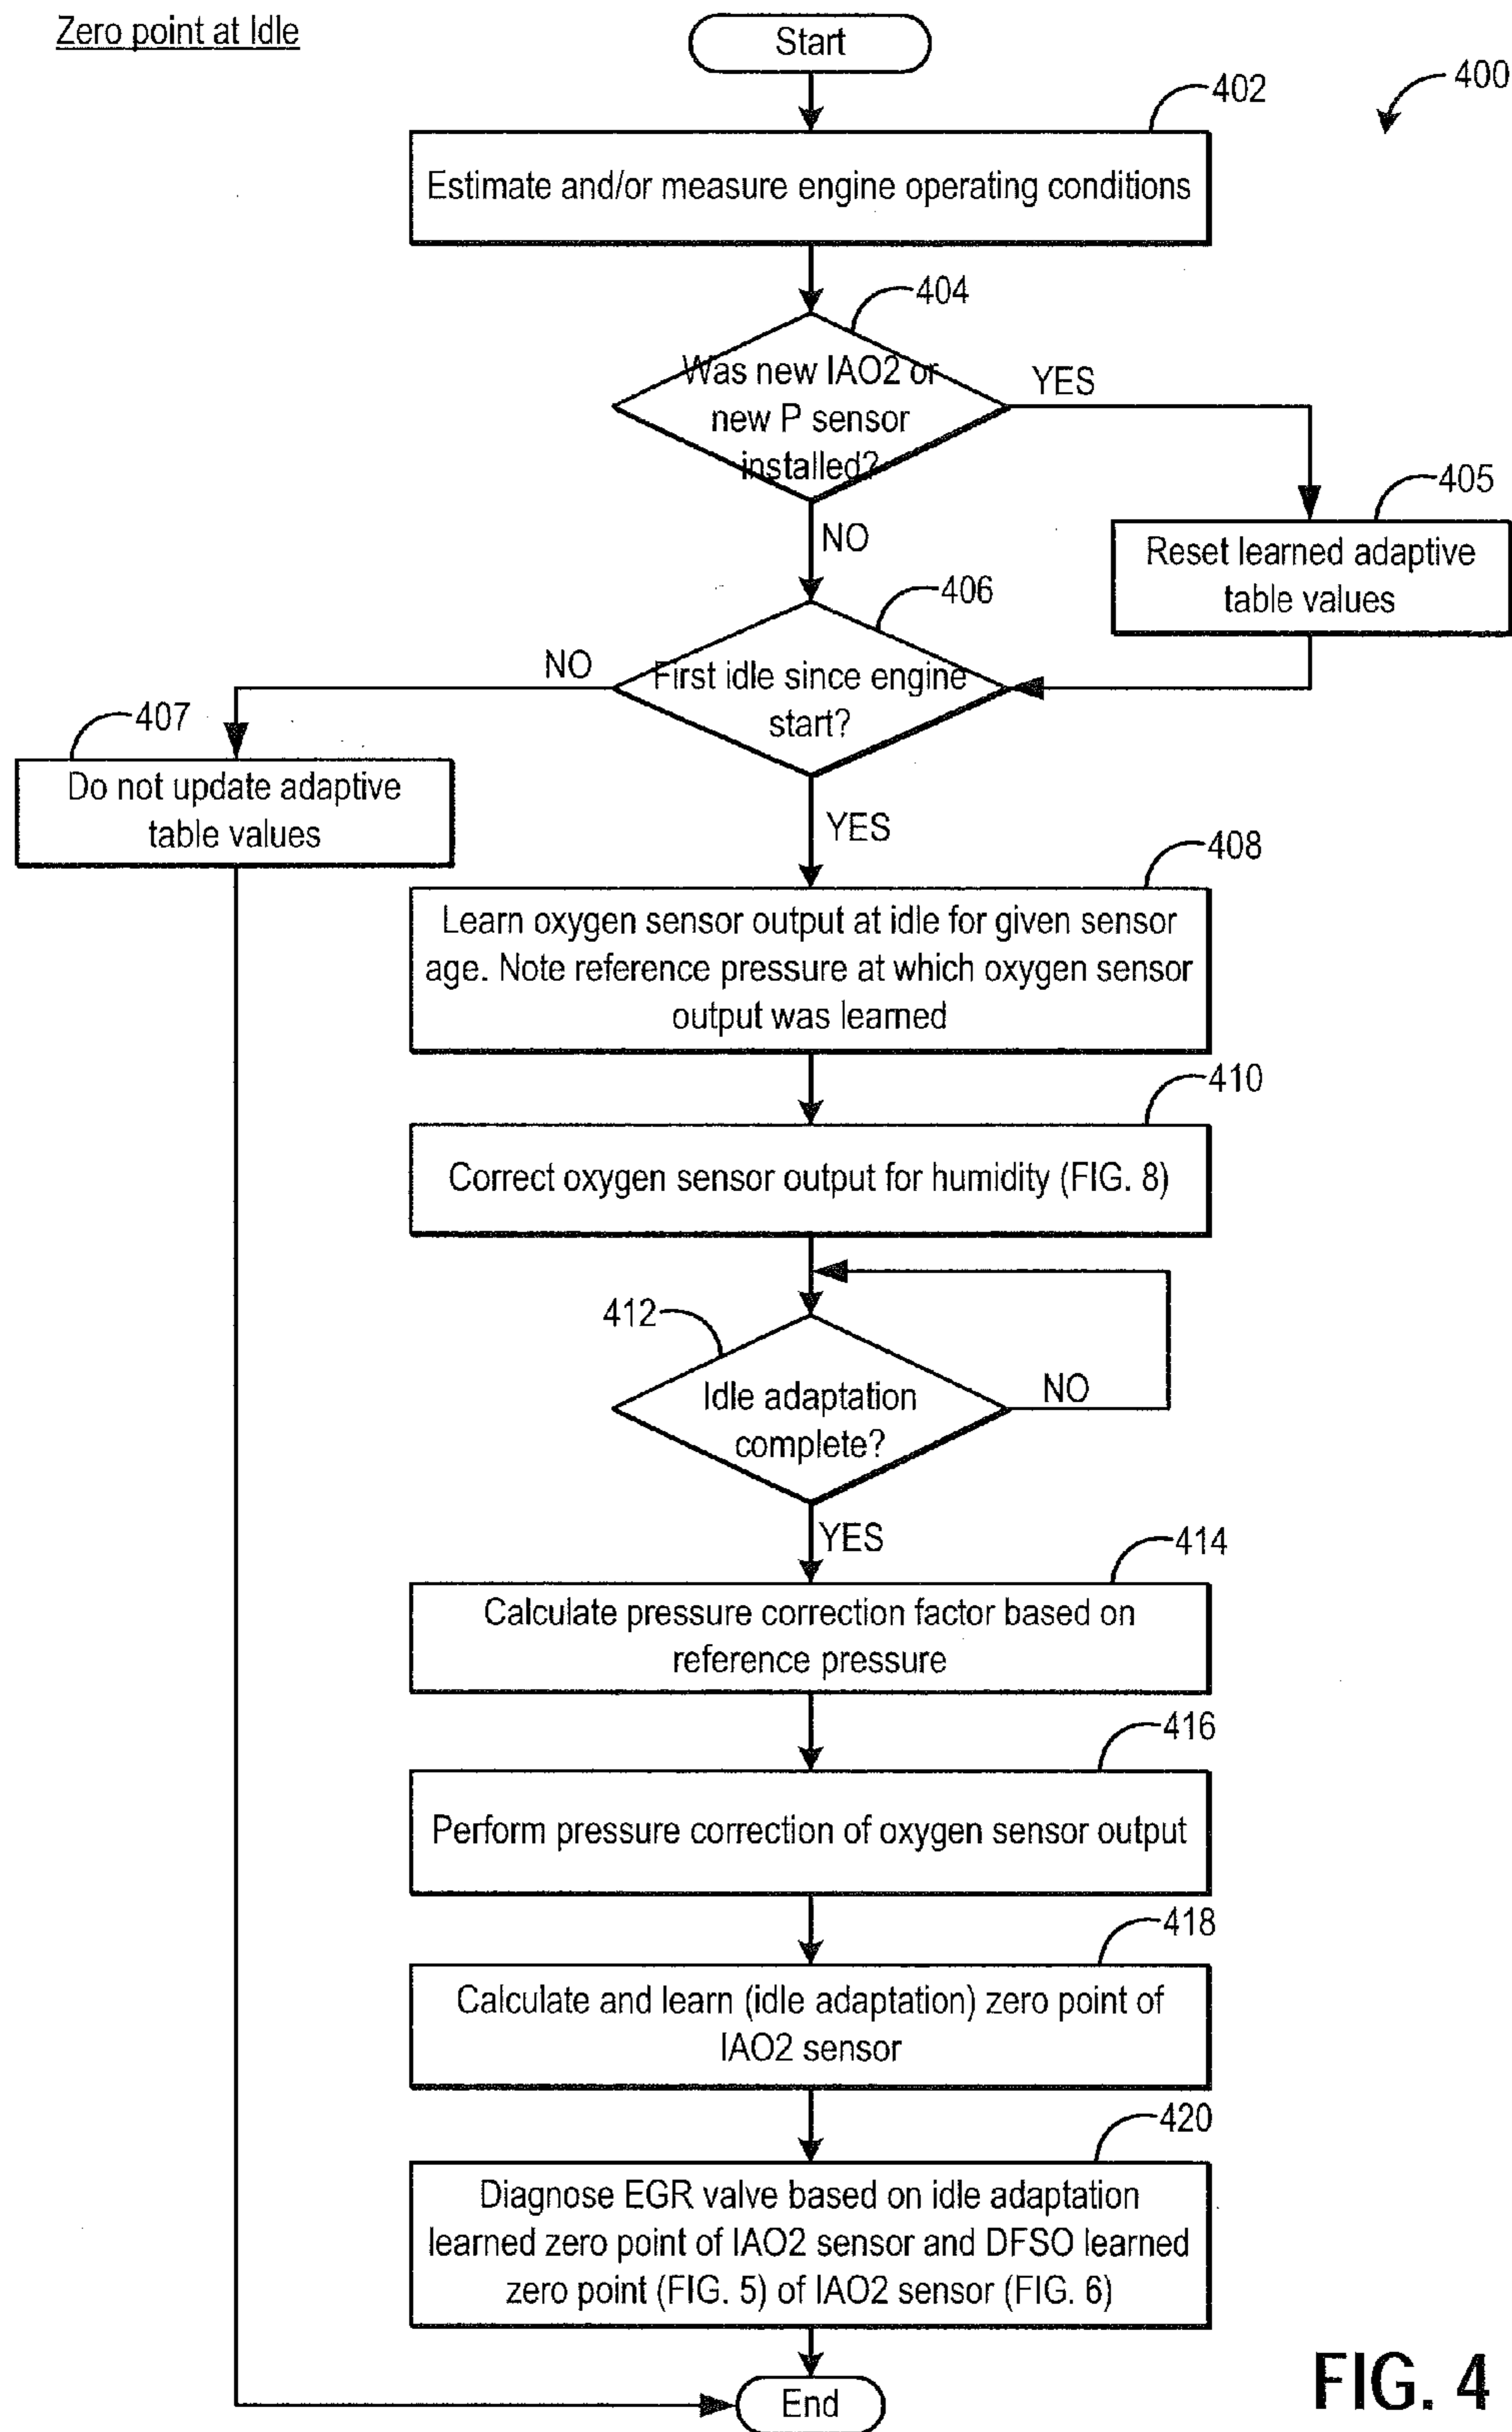 Zero point at Idle
Start
400
402
Estimate and/or measure engine operating conditions
404
Was new IAO2 or
new P sensor
installed?
YES
NO
405
Reset learned adaptive
table values
406
First idle since engine
start?
NO
407
Do not update adaptive
table values
YES
408
Learn oxygen sensor output at idle for given sensor
age. Note reference pressure at which oxygen sensor
output was learned
410
Correct oxygen sensor output for humidity (FIG. 8)
412
Idle adaptation
complete?
NO
YES
414
Calculate pressure correction factor based on
reference pressure
416
Perform pressure correction of oxygen sensor output
418
Calculate and learn (idle adaptation) zero point of
IAO2 sensor
420
Diagnose EGR valve based on idle adaptation
learned zero point of IAO2 sensor and DFSO learned
zero point (FIG. 5) of IAO2 sensor (FIG. 6)
End
FIG. 4